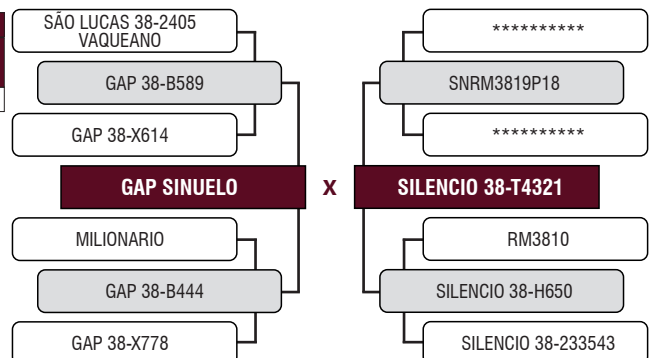 SÃO LUCAS 38-2405
VAQUEANO
GAP 38-B589
GAP 38-X614
GAP SINUELO
MILIONARIO
GAP 38-B444
GAP 38-X778
X
**********
SNRM3819P18
**********
SILENCIO 38-T4321
RM3810
SILENCIO 38-H650
SILENCIO 38-233543